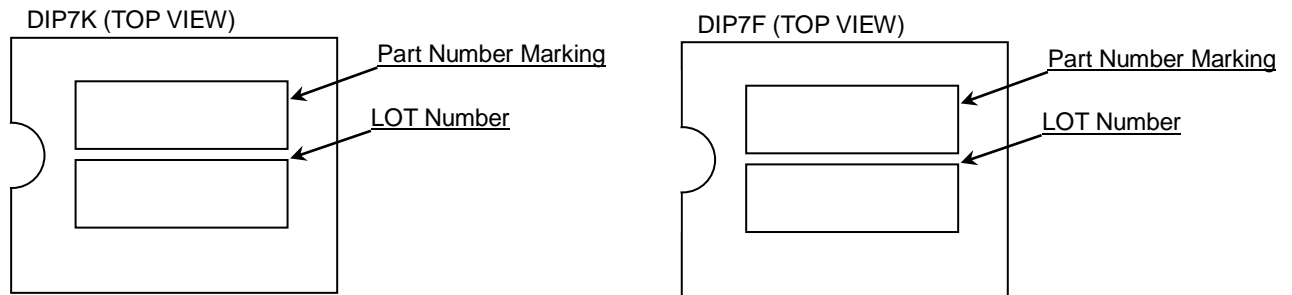 DIP7K (TOP VIEW)
Part Number Marking
LOT Number
DIP7F (TOP VIEW)
Part Number Marking
LOT Number